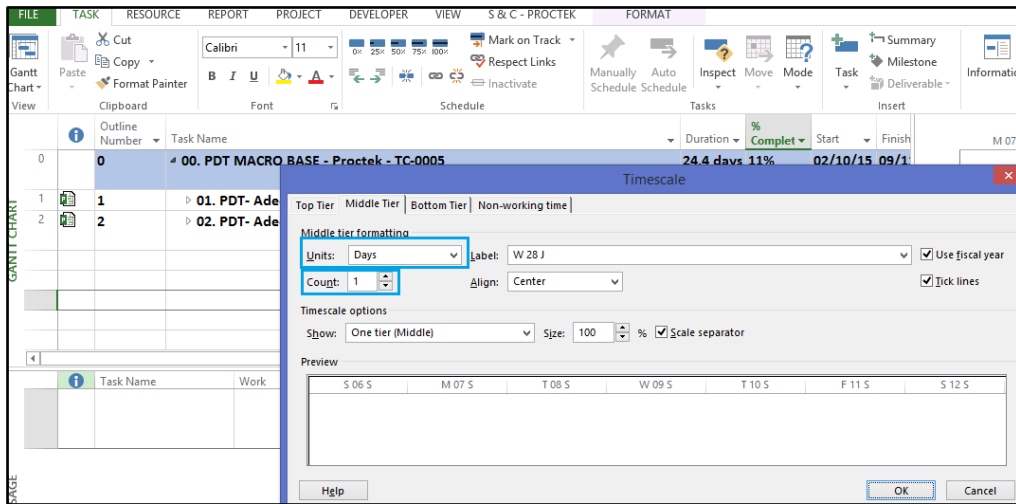 FILE TASK RESOURCE REPORT PROJECT DEVELOPER VIEW S & C - PROCTEK FORMAT
Cut
Copy
Format Painter
Gantt
Chart
Paste
Calibri 11
B I U A
0% 25% 50% 75% 100%
Mark on Track
Respect Links
Inactivate
Manually
Schedule
Auto
Schedule
Inspect Move Mode
Task
Summary
Milestone
Deliverable
Informatic
View Clipboard Font Schedule Tasks Insert
Outline
Number Task Name Duration
%
Complet Start Finish M 07
0 0 00. PDT MACRO BASE - Proctek - TC-0005 24.4 days 11% 02/10/15 09/1
1 1 01. PDT- Ade
2 2 02. PDT- Ade
GANTT CHART
Timescale
Top Tier Middle Tier Bottom Tier Non-working time
Middle tier formatting
Units: Days Label: W 28 J Use fiscal year
Count: 1 Align: Center Tick lines
Timescale options
Show: One tier (Middle) Size: 100 % Scale separator
Preview
S 06 S M 07 S T 08 S W 09 S T 10 S F 11 S S 12 S
Help OK Cancel
Task Name Work
SAGE